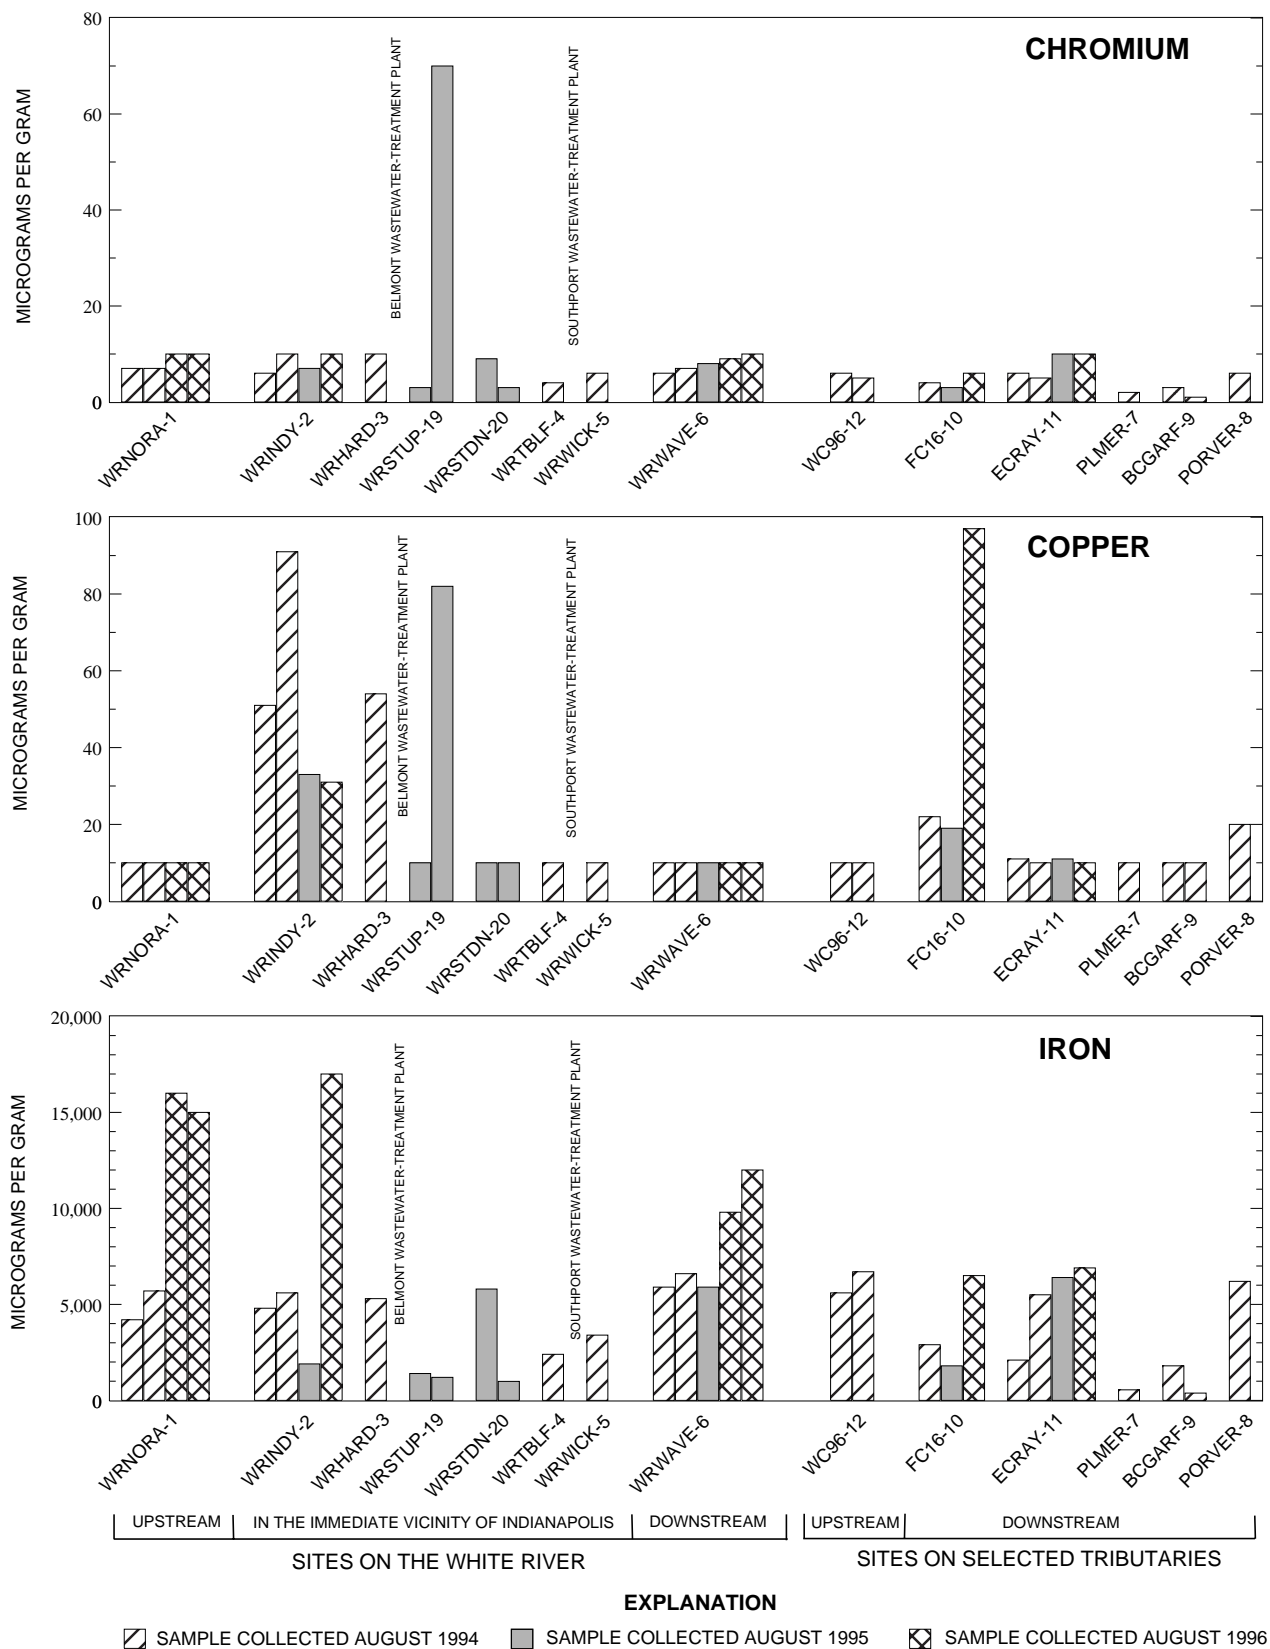 CHROMIUM
MICROGRAMS PER GRAM
80
60
40
20
0
BELMONT WASTEWATER-TREATMENT PLANT
SOUTHPORT WASTEWATER-TREATMENT PLANT
WRNORA-1
WRINDY-2
WRHARD-3
WRSTUP-19
WRSTDN-20
WRTBLF-4
WRWICK-5
WRWAVE-6
WC96-12
FC16-10
ECRAY-11
PLMER-7
BCGARF-9
PORVER-8
COPPER
MICROGRAMS PER GRAM
100
80
60
40
20
0
BELMONT WASTEWATER-TREATMENT PLANT
SOUTHPORT WASTEWATER-TREATMENT PLANT
WRNORA-1
WRINDY-2
WRHARD-3
WRSTUP-19
WRSTDN-20
WRTBLF-4
WRWICK-5
WRWAVE-6
WC96-12
FC16-10
ECRAY-11
PLMER-7
BCGARF-9
PORVER-8
IRON
MICROGRAMS PER GRAM
20,000
15,000
10,000
5,000
0
BELMONT WASTEWATER-TREATMENT PLANT
SOUTHPORT WASTEWATER-TREATMENT PLANT
WRNORA-1
WRINDY-2
WRHARD-3
WRSTUP-19
WRSTDN-20
WRTBLF-4
WRWICK-5
WRWAVE-6
WC96-12
FC16-10
ECRAY-11
PLMER-7
BCGARF-9
PORVER-8
UPSTREAM
IN THE IMMEDIATE VICINITY OF INDIANAPOLIS
DOWNSTREAM
UPSTREAM
DOWNSTREAM
SITES ON THE WHITE RIVER
SITES ON SELECTED TRIBUTARIES
EXPLANATION
SAMPLE COLLECTED AUGUST 1994
SAMPLE COLLECTED AUGUST 1995
SAMPLE COLLECTED AUGUST 1996